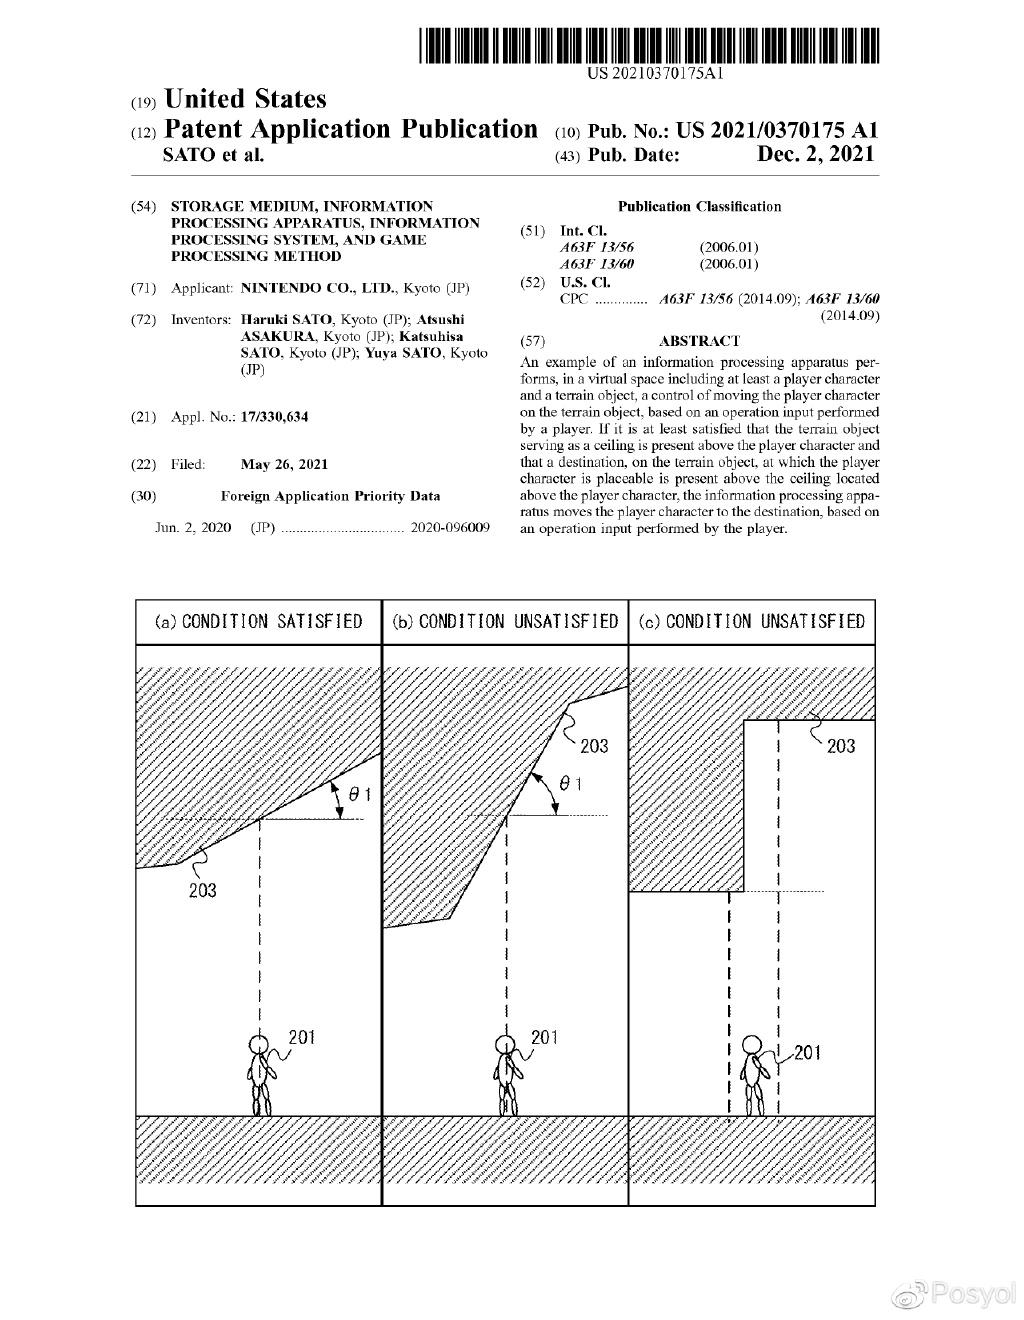 US 20210370175A1
(19) United States
(12) Patent Application Publication
SATO et al.
(10) Pub. No.: US 2021/0370175 A1
(43) Pub. Date: Dec. 2, 2021
(54) STORAGE MEDIUM, INFORMATION
PROCESSING APPARATUS, INFORMATION
PROCESSING SYSTEM, AND GAME
PROCESSING METHOD
(71) Applicant: NINTENDO CO., LTD., Kyoto (JP)
(72) Inventors: Haruki SATO, Kyoto (JP); Atsushi
ASAKURA, Kyoto (JP); Katsuhisa
SATO, Kyoto (JP); Yuya SATO, Kyoto
(JP)
(21) Appl. No.: 17/330,634
(22) Filed: May 26, 2021
(30) Foreign Application Priority Data
Jun. 2, 2020 (JP) ................................. 2020-096009
Publication Classification
(51) Int. Cl.
A63F 13/56 (2006.01)
A63F 13/60 (2006.01)
(52) U.S. Cl.
CPC ............. A63F 13/56 (2014.09); A63F 13/60
(2014.09)
(57) ABSTRACT
An example of an information processing apparatus per-
forms, in a virtual space including at least a player character
and a terrain object, a control of moving the player character
on the terrain object, based on an operation input performed
by a player. If it is at least satisfied that the terrain object
serving as a ceiling is present above the player character and
that a destination, on the terrain object, at which the player
character is placeable is present above the ceiling located
above the player character, the information processing appa-
ratus moves the player character to the destination, based on
an operation input performed by the player.
(a) CONDITION SATISFIED
(b) CONDITION UNSATISFIED
(c) CONDITION UNSATISFIED
203
203
θ1
θ1
203
201
201
201
Posyol